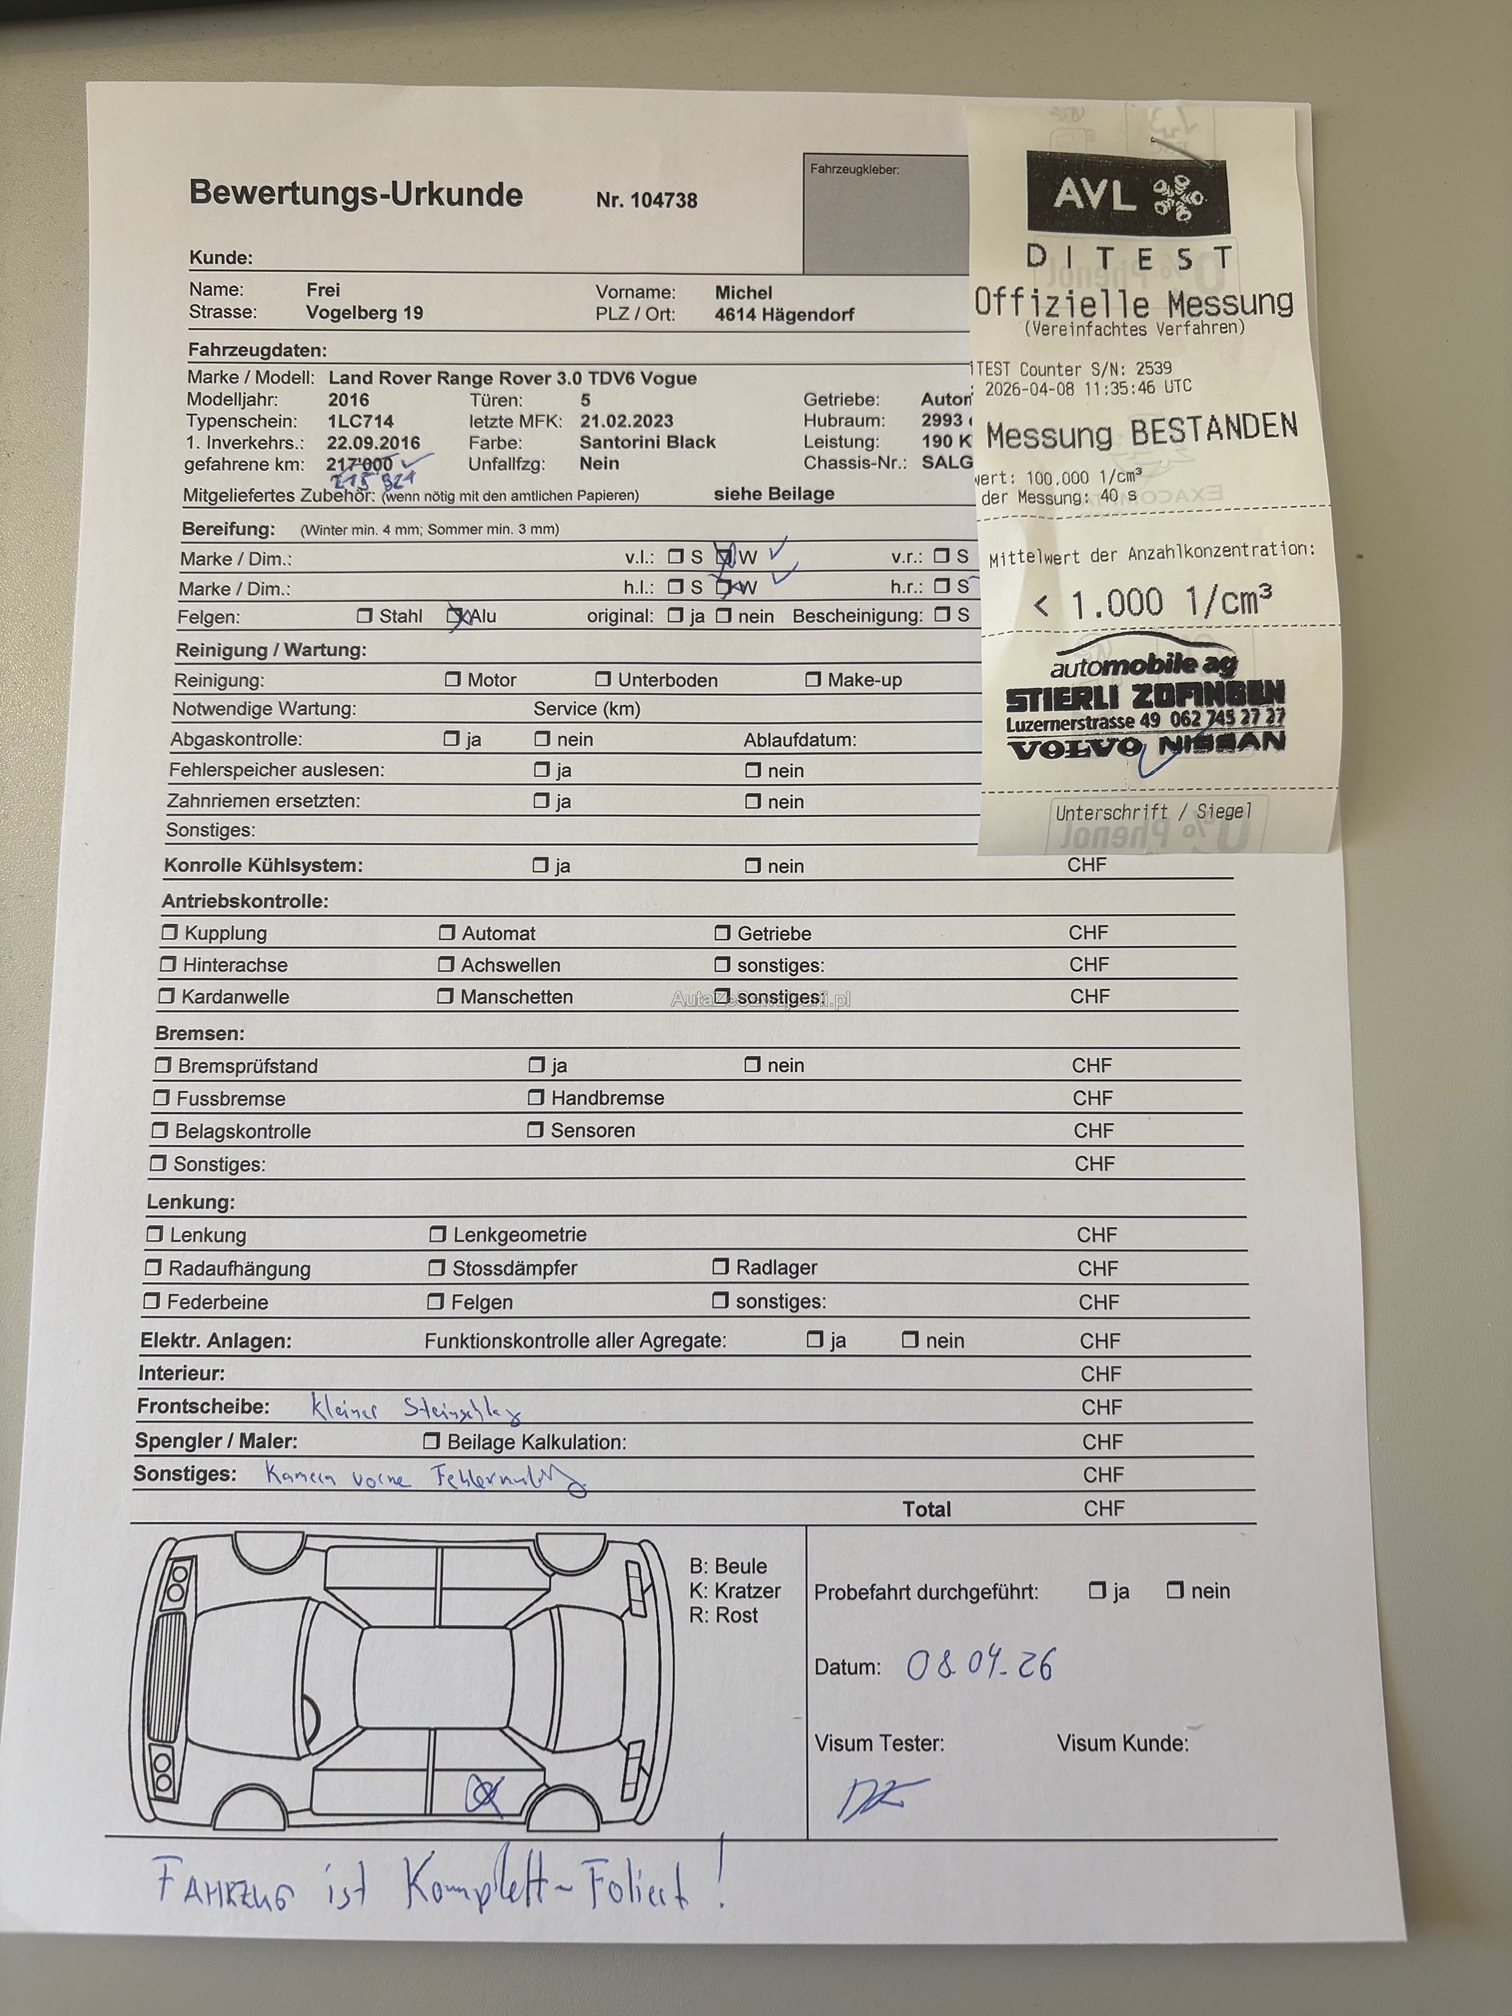 Bewertungs-Urkunde Nr. 104738
Fahrzeugkleber:
Kunde:
Name: Frei Vorname: Michel
Strasse: Vogelberg 19 PLZ / Ort: 4614 Hägendorf
Fahrzeugdaten:
Marke / Modell: Land Rover Range Rover 3.0 TDV6 Vogue
Modelljahr: 2016 Türen: 5 Getriebe:
Typenschein: 1LC714 letzte MFK: 21.02.2023 Hubraum: 2993
1. Inverkehrs.: 22.09.2016 Farbe: Santorini Black Leistung: 190 K
gefahrene km: 217'000 Unfallfzg: Nein Chassis-Nr.: SALG
215 821
Mitgeliefertes Zubehör: (wenn nötig mit den amtlichen Papieren) siehe Beilage
Bereifung: (Winter min. 4 mm; Sommer min. 3 mm)
Marke / Dim.: v.l.: S W v.r.: S
Marke / Dim.: h.l.: S W h.r.: S
Felgen: Stahl Alu original: ja nein Bescheinigung: S
Reinigung / Wartung:
Reinigung: Motor Unterboden Make-up
Notwendige Wartung: Service (km)
Abgaskontrolle: ja nein Ablaufdatum:
Fehlerspeicher auslesen: ja nein
Zahnriemen ersetzten: ja nein
Sonstiges:
Konrolle Kühlsystem: ja nein CHF
Antriebskontrolle:
Kupplung Automat Getriebe CHF
Hinterachse Achswellen sonstiges: CHF
Kardanwelle Manschetten sonstiges: CHF
Bremsen:
Bremsprüfstand ja nein CHF
Fussbremse Handbremse CHF
Belagskontrolle Sensoren CHF
Sonstiges: CHF
Lenkung:
Lenkung Lenkgeometrie CHF
Radaufhängung Stossdämpfer Radlager CHF
Federbeine Felgen sonstiges: CHF
Elektr. Anlagen: Funktionskontrolle aller Agregate: ja nein CHF
Interieur: CHF
Frontscheibe: kleiner Steinschlag CHF
Spengler / Maler: Beilage Kalkulation: CHF
Sonstiges: Kamera vorne Fehlermeldung CHF
Total CHF
B: Beule
K: Kratzer
R: Rost
Probefahrt durchgeführt: ja nein
Datum: 08.04.26
Visum Tester: Visum Kunde:
FAHRZEUG ist Komplett-Foliert!
AVL
DITEST
Offizielle Messung
(Vereinfachtes Verfahren)
TEST Counter S/N: 2539
: 2026-04-08 11:35:46 UTC
Messung BESTANDEN
wert: 100.000 1/cm³
der Messung: 40 s
Mittelwert der Anzahlkonzentration:
< 1.000 1/cm³
automobile ag
STIERLI ZOFINGEN
Luzernerstrasse 49 062 745 27 27
VOLVO NISSAN
Unterschrift / Siegel